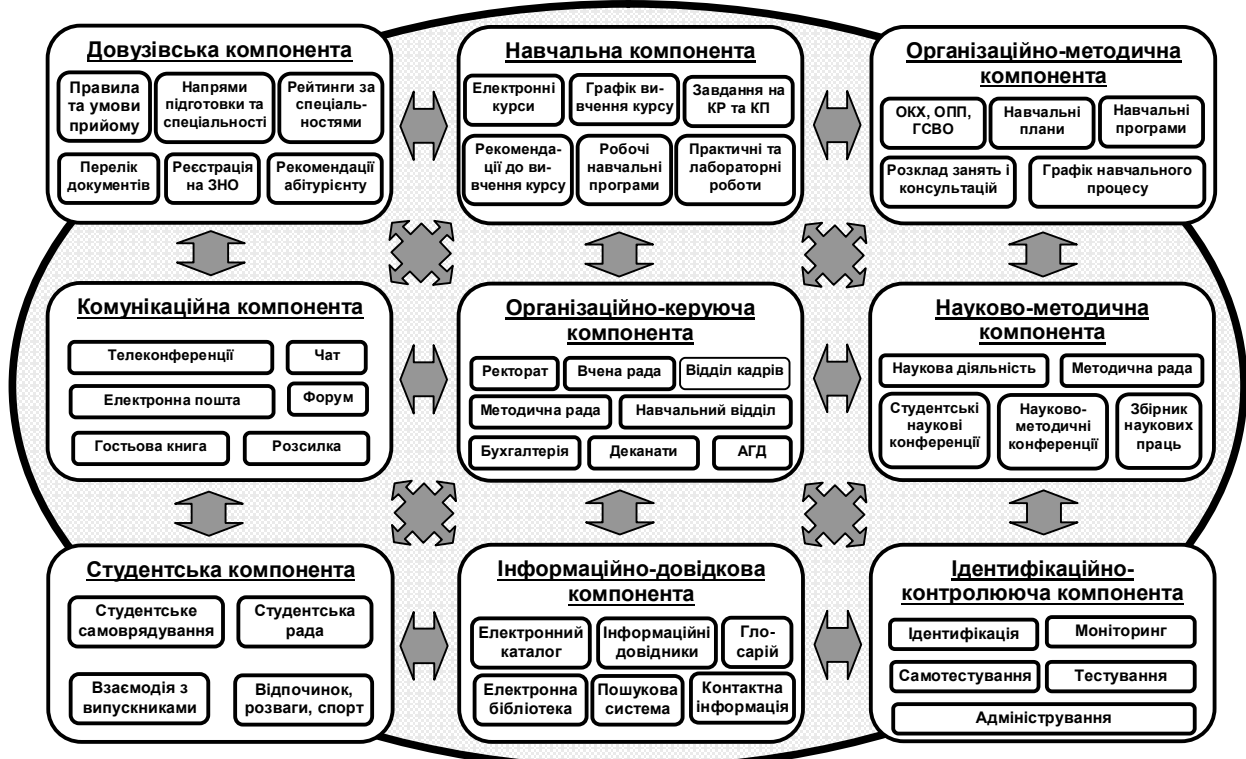 Довузівська компонента
Правила
та умови
прийому
Напрями
підготовки та
спеціальності
Рейтинги за
спеціаль-
ностями
Перелік
документів
Реєстрація
на ЗНО
Рекомендації
абітурієнту
Навчальна компонента
Електронні
курси
Графік ви-
вчення курсу
Завдання на
КР та КП
Рекоменда-
ції до ви-
вчення курсу
Робочі
навчальні
програми
Практичні та
лабораторні
роботи
Організаційно-методична
компонента
ОКХ, ОПП,
ГСВО
Навчальні
плани
Навчальні
програми
Розклад занять і
консультацій
Графік навчального
процесу
Комунікаційна компонента
Телеконференції
Чат
Електронна пошта
Форум
Гостьова книга
Розсилка
Організаційно-керуюча
компонента
Ректорат
Вчена рада
Відділ кадрів
Методична рада
Навчальний відділ
Бухгалтерія
Деканати
АГД
Науково-методична
компонента
Наукова діяльність
Методична рада
Студентські
наукові
конференції
Науково-
методичні
конференції
Збірник
наукових
праць
Студентська компонента
Студентське
самоврядування
Студентська
рада
Взаємодія з
випускниками
Відпочинок,
розваги, спорт
Інформаційно-довідкова
компонента
Електронний
каталог
Інформаційні
довідники
Гло-
сарій
Електронна
бібліотека
Пошукова
система
Контактна
інформація
Ідентифікаційно-
контролююча компонента
Ідентифікація
Моніторинг
Самотестування
Тестування
Адміністрування